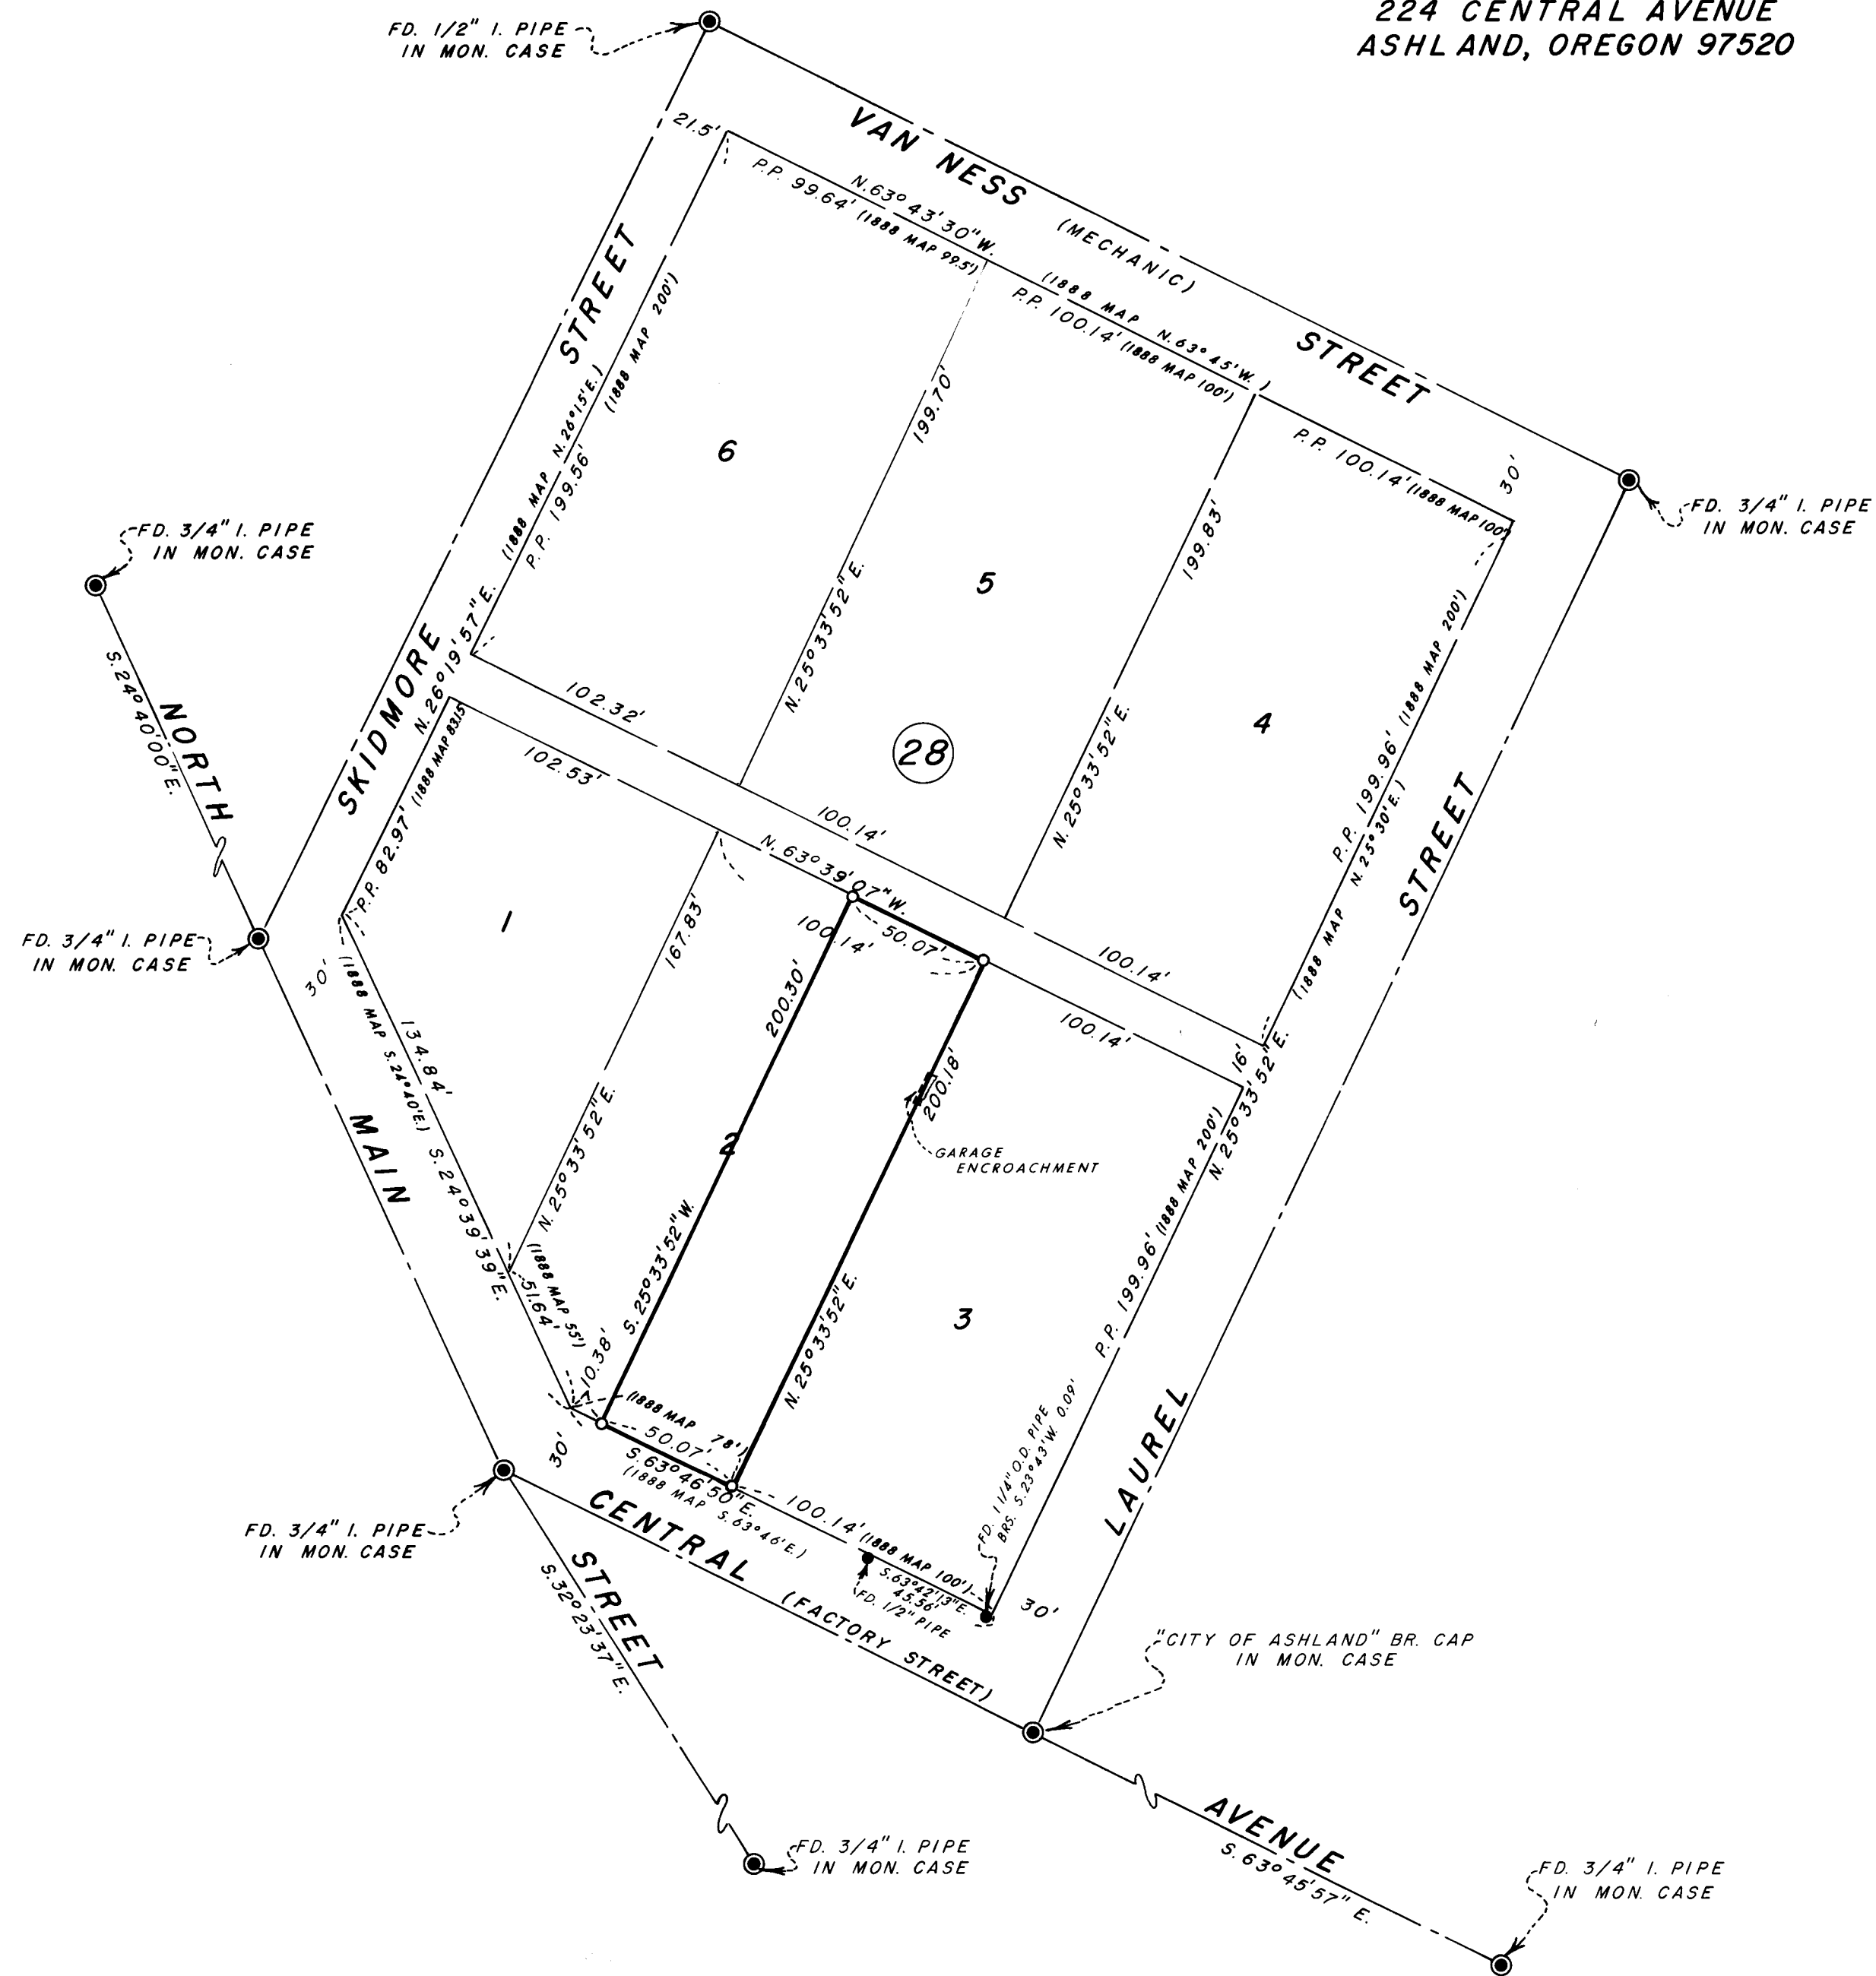 224 CENTRAL AVENUE
ASHLAND, OREGON 97520
FD. 1/2" I. PIPE
IN MON. CASE
VAN NESS
(MECHANIC)
STREET
21.5'
P.P. 99.64' (1888 MAP 99.5')
N.63°43'30"W.
(1888 MAP N.63°45'W.)
P.P. 100.14' (1888 MAP 100')
P.P. 100.14' (1888 MAP 100')
30'
FD. 3/4" I. PIPE
IN MON. CASE
SKIDMORE
STREET
(1888 MAP N.26°15'E.)
(1888 MAP 200')
P.P. 199.56'
N.26°19'57"E.
6
199.70'
N.25°33'52"E.
5
199.83'
N.25°33'52"E.
4
(1888 MAP 200')
P.P. 199.96'
(1888 MAP N.25°30'E.)
FD. 3/4" I. PIPE
IN MON. CASE
NORTH
S.24°40'00"E.
102.32'
28
100.14'
100.14'
102.53'
N.63°39'07"W.
P.P. 82.97' (1888 MAP 83.15')
1
167.83'
N.25°33'52"E.
100.14'
50.07'
100.14'
16'
N.25°33'52"E.
LAUREL
STREET
FD. 3/4" I. PIPE
IN MON. CASE
30'
(1888 MAP S.24°40'E.)
134.84'
S.24°39'39"E.
MAIN
200.30'
2
S.25°33'52"W.
200.18'
N.25°33'52"E.
GARAGE
ENCROACHMENT
3
P.P. 199.96' (1888 MAP 200')
(1888 MAP 55')
51.64'
10.38'
(1888 MAP 78')
50.07'
S.63°46'50"E.
(1888 MAP S.63°46'E.)
30'
100.14' (1888 MAP 100')
S.63°42'13"E.
45.56'
FD. 1/2" PIPE
FD. 1 1/4" O.D. PIPE
BRS. S.23°43'W. 0.09'
30'
FD. 3/4" I. PIPE
IN MON. CASE
CENTRAL
(FACTORY STREET)
STREET
S.32°23'37"E.
"CITY OF ASHLAND" BR. CAP
IN MON. CASE
AVENUE
S.63°45'57"E.
FD. 3/4" I. PIPE
IN MON. CASE
FD. 3/4" I. PIPE
IN MON. CASE